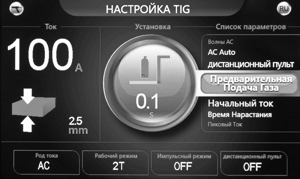 НАСТРОЙКА TIG
RU
Ток
100
A
2.5
mm
Установка
0.1
s
Список параметров
Волны AC
AC Auto
дистанционный пульт
Предварительная
Подача Газа
Начальный ток
Время Нарастания
Пиковый Ток
Род тока
AC
Рабочий режим
2T
Импульсный режим
OFF
дистанционный пульт
OFF